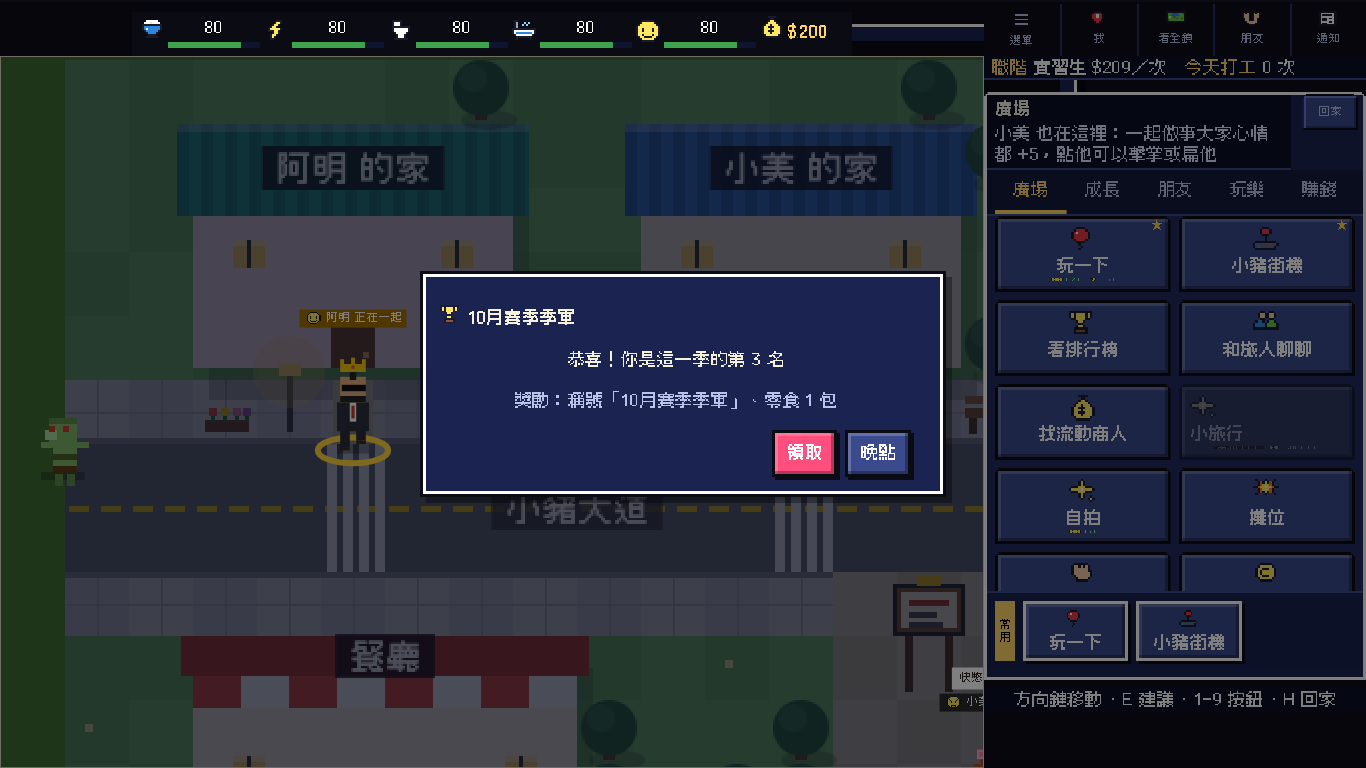 80 80 80 80 80 $200
選單 我 看全鎮 朋友 通知
職階 實習生 $209／次 今天打工 0 次
廣場
回家
小美 也在這裡：一起做事大家心情
都 +5，點他可以擊掌或扁他
廣場 成長 朋友 玩樂 賺錢
玩一下
小豬街機
看排行榜
和旅人聊聊
找流動商人
小旅行
自拍
攤位
常用
玩一下
小豬街機
方向鍵移動 · E 建議 · 1-9 按鈕 · H 回家
阿明 的家
小美 的家
阿明 正在一起
10月賽季季軍
恭喜！你是這一季的第 3 名
獎勵：稱號「10月賽季季軍」、零食 1 包
領取
晚點
小豬大道
餐廳